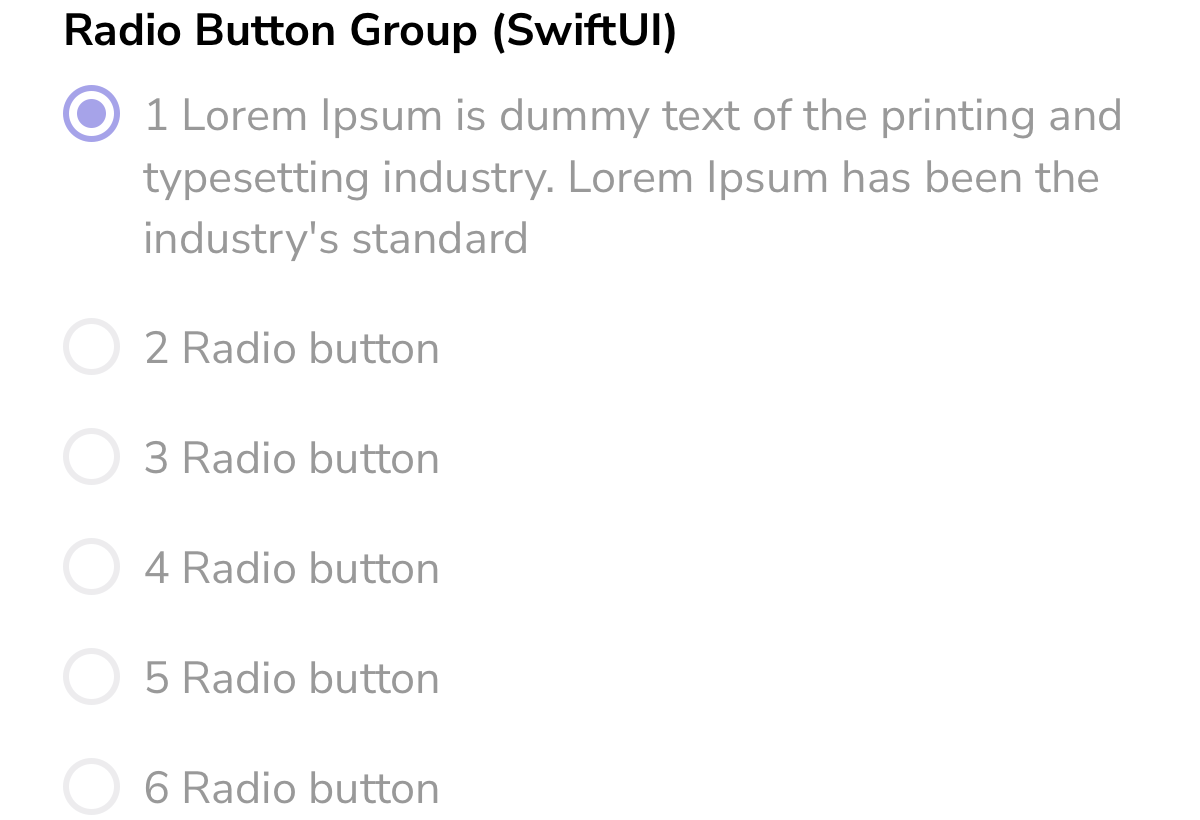 Radio Button Group (SwiftUI)
1 Lorem Ipsum is dummy text of the printing and
typesetting industry. Lorem Ipsum has been the
industry's standard
2 Radio button
3 Radio button
4 Radio button
5 Radio button
6 Radio button